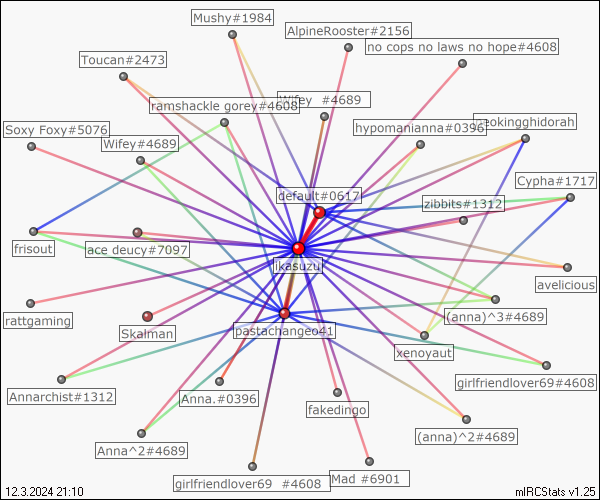 Mushy#1984
AlpineRooster#2156
no cops no laws no hope#4608
Toucan#2473
Wifey #4689
ramshackle gorey#4608
hypomanianna#0396
eokingghidorah
Soxy Foxy#5076
Wifey#4689
Cypha#1717
default#0617
zibbits#1312
frisout
ace deucy#7097
jikasuzu
avelicious
rattgaming
Skalman
pastachangeo41
(anna)^3#4689
xenoyaut
Annarchist#1312
Anna.#0396
girlfriendlover69#4608
fakedingo
Anna^2#4689
(anna)^2#4689
girlfriendlover69 #4608
Mad #6901
12.3.2024 21:10
mIRCStats v1.25